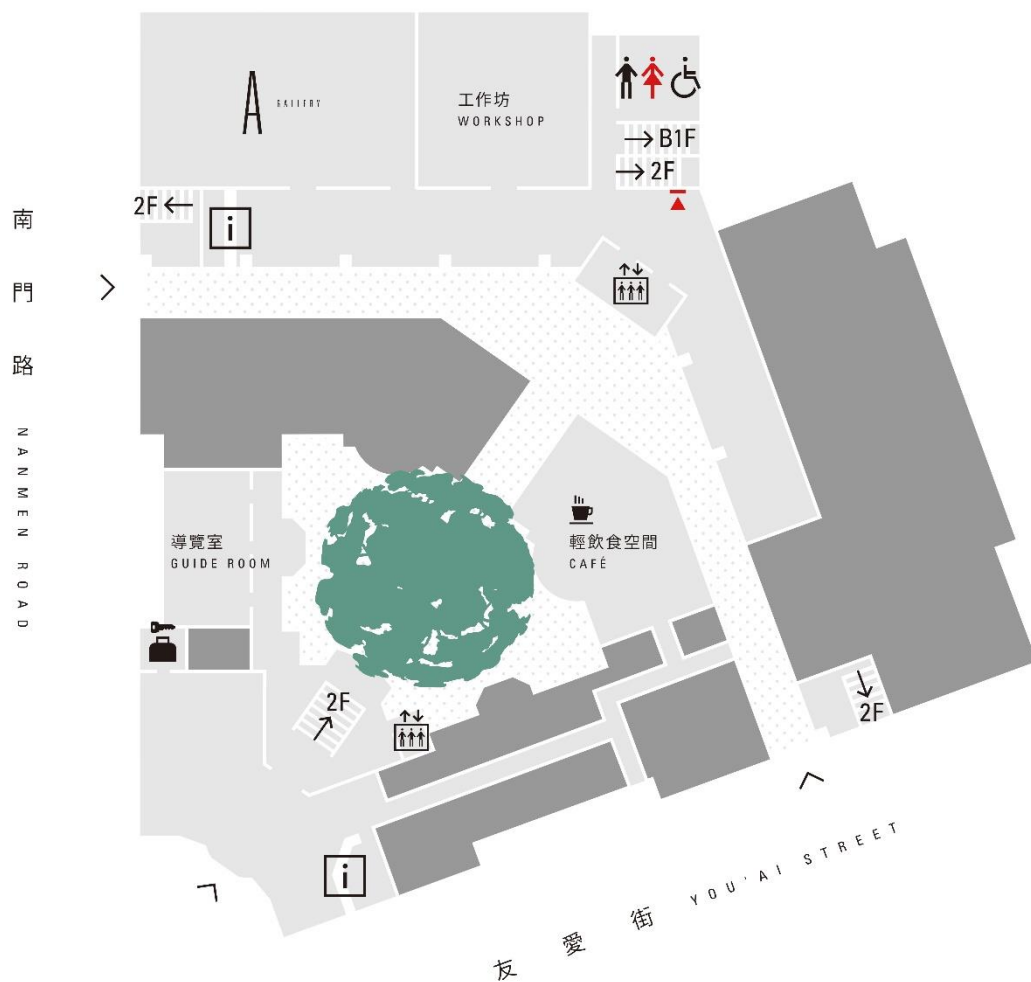 A GALLERY
工作坊
WORKSHOP
→B1F
→2F
2F←
i
南門路 NANMEN ROAD
導覽室
GUIDE ROOM
輕飲食空間
CAFÉ
2F
2F
i
友愛街 YOU'AI STREET